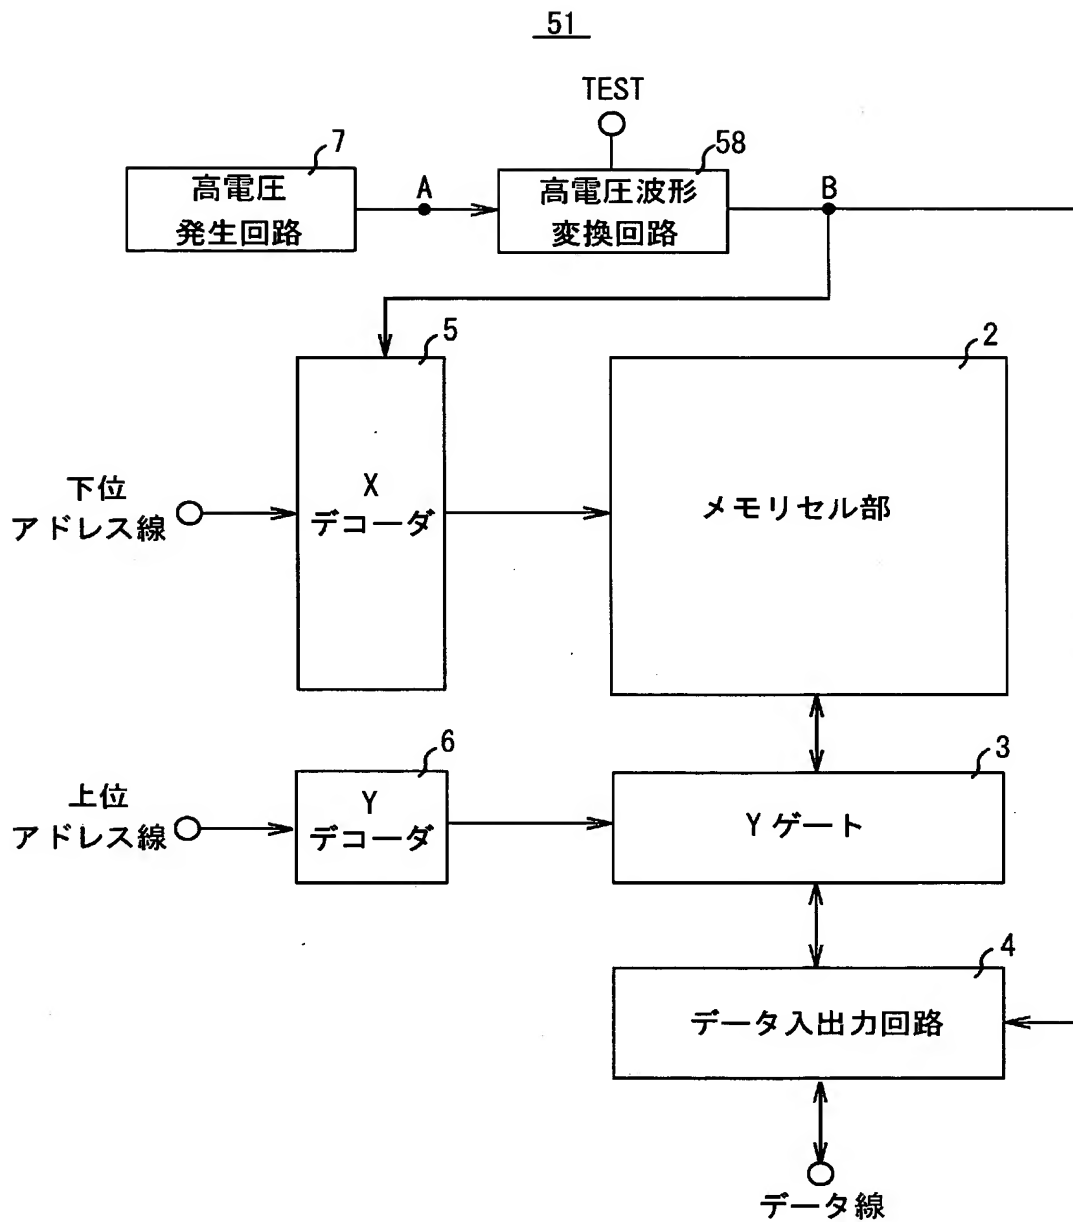 51
TEST
7
58
高電圧
発生回路
A
高電圧波形
変換回路
B
5
2
下位
アドレス線
X
デコーダ
メモリセル部
6
3
上位
アドレス線
Y
デコーダ
Yゲート
4
データ入出力回路
データ線